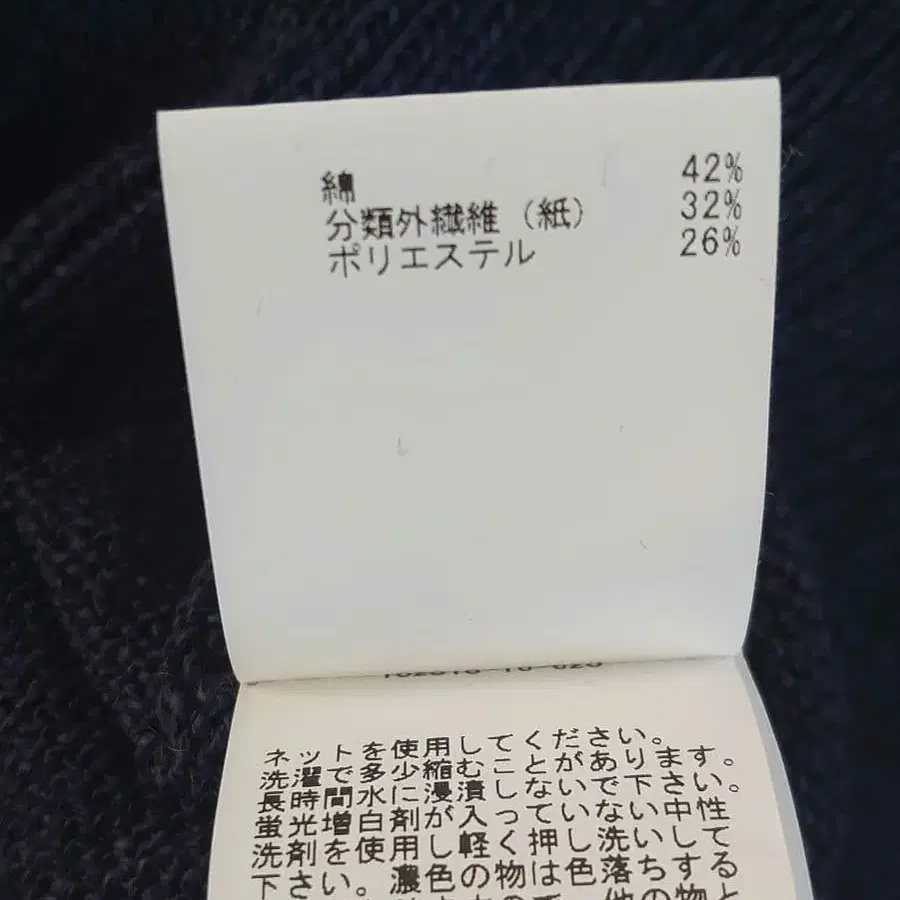 綿 42%
分類外繊維（紙） 32%
ポリエステル 26%
ネットを使用してください。
洗濯で多少縮むことがあります。
長時間水に浸漬しないで下さい。
蛍光増白剤が入っていない中性
洗剤を使用し軽く押し洗いして
下さい。濃色の物は色落ちする
他の物と